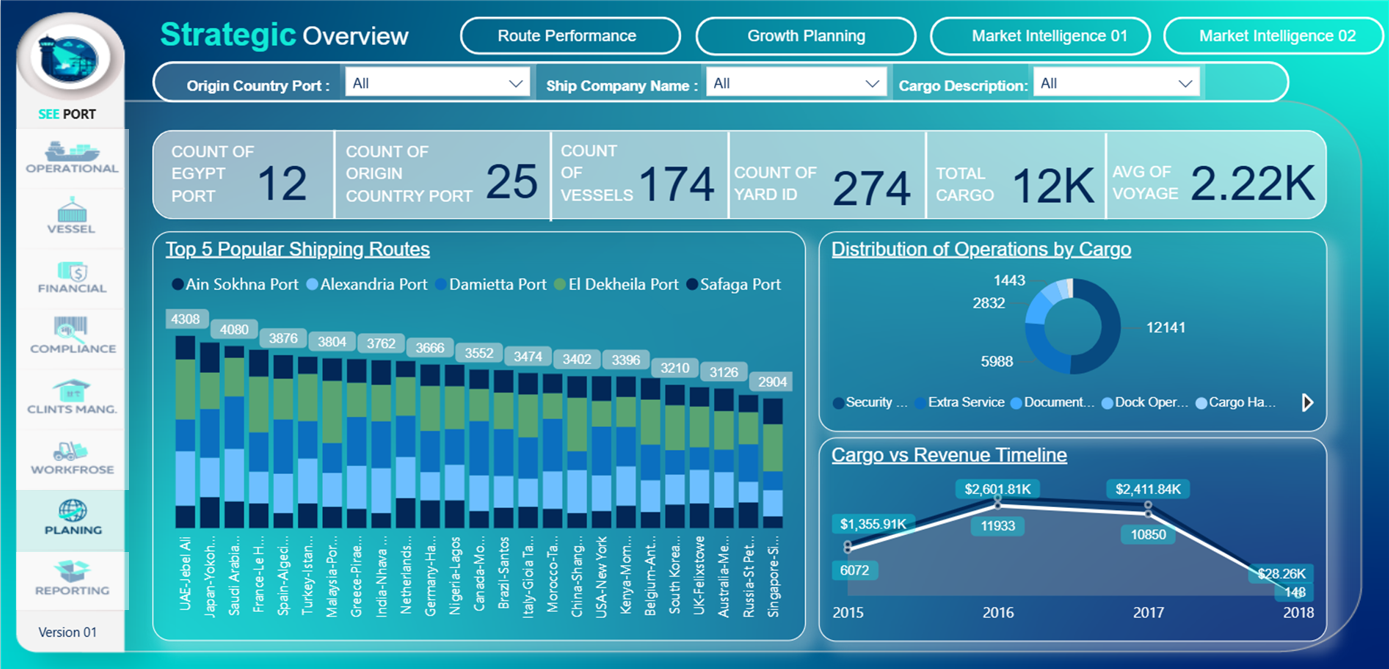 Strategic Overview
Route Performance
Growth Planning
Market Intelligence 01
Market Intelligence 02
Origin Country Port :
All
Ship Company Name :
All
Cargo Description:
All
SEE PORT
OPERATIONAL
VESSEL
FINANCIAL
COMPLIANCE
CLINTS MANG.
WORKFROSE
PLANING
REPORTING
Version 01
COUNT OF
EGYPT
PORT
12
COUNT OF
ORIGIN
COUNTRY PORT
25
COUNT
OF
VESSELS
174
COUNT OF
YARD ID
274
TOTAL
CARGO
12K
AVG OF
VOYAGE
2.22K
Top 5 Popular Shipping Routes
Ain Sokhna Port
Alexandria Port
Damietta Port
El Dekheila Port
Safaga Port
4308
4080
3876
3804
3762
3666
3552
3474
3402
3396
3210
3126
2904
UAE-Jebel Ali
Japan-Yokoh...
Saudi Arabia...
France-Le H...
Spain-Algeci...
Turkey-Istan...
Malaysia-Por...
Greece-Pirae...
India-Nhava ...
Netherlands...
Germany-Ha...
Nigeria-Lagos
Canada-Mo...
Brazil-Santos
Italy-Gioia Ta...
Morocco-Ta...
China-Shang...
USA-New York
Kenya-Mom...
Belgium-Ant...
South Korea...
UK-Felixstowe
Australia-Me...
Russia-St Pet...
Singapore-Si...
Distribution of Operations by Cargo
1443
2832
5988
12141
Security ...
Extra Service
Document...
Dock Oper...
Cargo Ha...
Cargo vs Revenue Timeline
$1,355.91K
$2,601.81K
$2,411.84K
$28.26K
6072
11933
10850
148
2015
2016
2017
2018